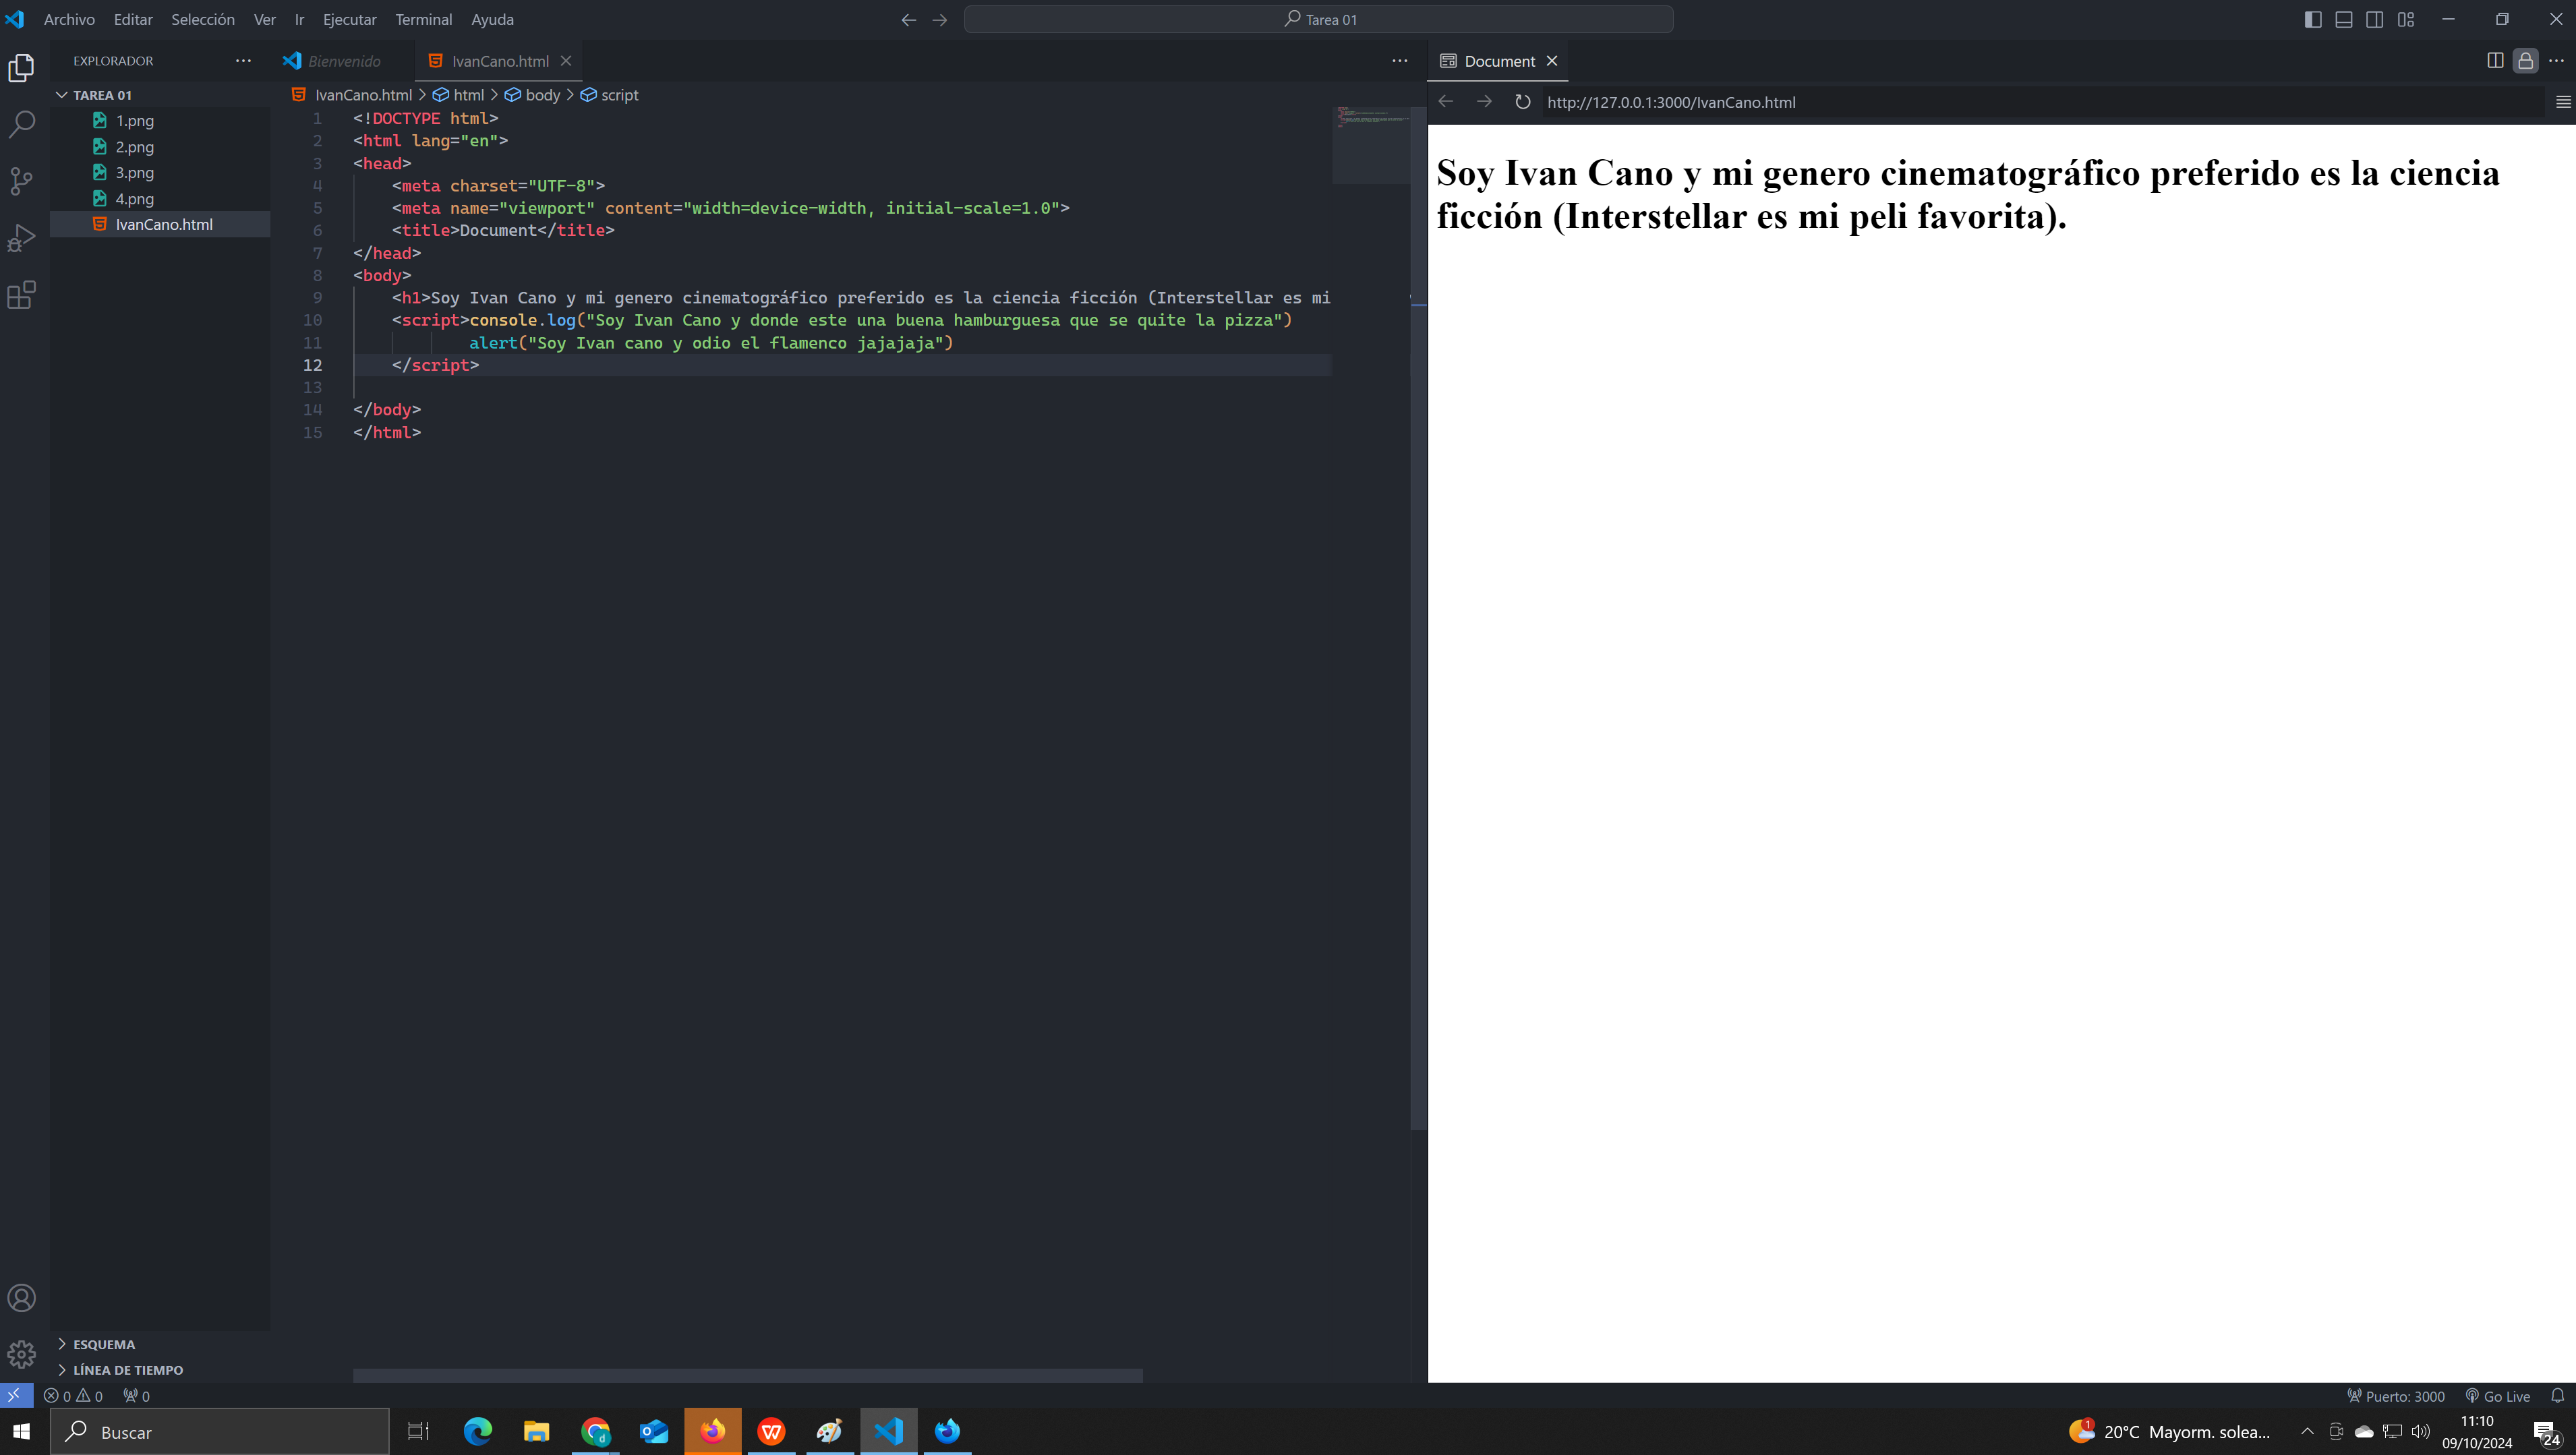 Archivo Editar Selección Ver Ir Ejecutar Terminal Ayuda
Tarea 01
EXPLORADOR
TAREA 01
1.png
2.png
3.png
4.png
IvanCano.html
ESQUEMA
LÍNEA DE TIEMPO
Bienvenido
IvanCano.html
IvanCano.html > html > body > script
1 <!DOCTYPE html>
2 <html lang="en">
3 <head>
4 <meta charset="UTF-8">
5 <meta name="viewport" content="width=device-width, initial-scale=1.0">
6 <title>Document</title>
7 </head>
8 <body>
9 <h1>Soy Ivan Cano y mi genero cinematográfico preferido es la ciencia ficción (Interstellar es mi
10 <script>console.log("Soy Ivan Cano y donde este una buena hamburguesa que se quite la pizza")
11 alert("Soy Ivan cano y odio el flamenco jajajaja")
12 </script>
13
14 </body>
15 </html>
Document
http://127.0.0.1:3000/IvanCano.html
Soy Ivan Cano y mi genero cinematográfico preferido es la ciencia
ficción (Interstellar es mi peli favorita).
0 0 0
Puerto: 3000 Go Live
Buscar
1
20°C Mayorm. solea...
11:10
09/10/2024
24